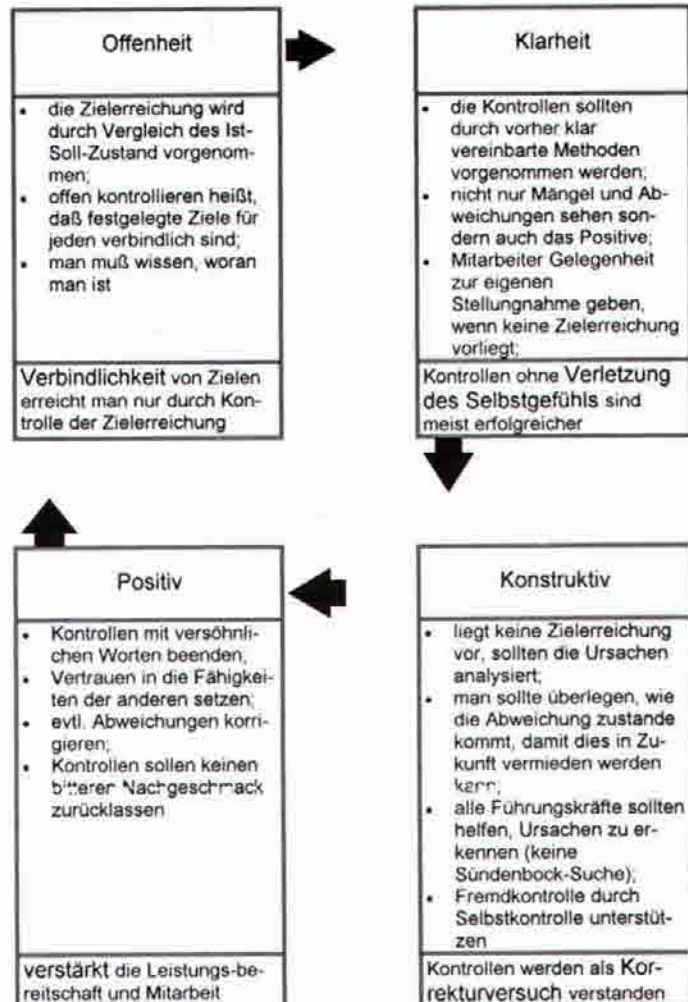 Offenheit
• die Zielerreichung wird
durch Vergleich des Ist-
Soll-Zustand vorgenom-
men;
• offen kontrollieren heißt,
daß festgelegte Ziele für
jeden verbindlich sind;
• man muß wissen, woran
man ist
Verbindlichkeit von Zielen
erreicht man nur durch Kon-
trolle der Zielerreichung
Klarheit
• die Kontrollen sollten
durch vorher klar
vereinbarte Methoden
vorgenommen werden;
• nicht nur Mängel und Ab-
weichungen sehen son-
dern auch das Positive;
• Mitarbeiter Gelegenheit
zur eigenen
Stellungnahme geben,
wenn keine Zielerreichung
vorliegt;
Kontrollen ohne Verletzung
des Selbstgefühls sind
meist erfolgreicher
Konstruktiv
• liegt keine Zielerreichung
vor, sollten die Ursachen
analysiert;
• man sollte überlegen, wie
die Abweichung zustande
kommt, damit dies in Zu-
kunft vermieden werden
kann;
• alle Führungskräfte sollten
helfen, Ursachen zu er-
kennen (keine
Sündenbock-Suche);
• Fremdkontrolle durch
Selbstkontrolle unterstüt-
zen
Kontrollen werden als Kor-
rekturversuch verstanden
Positiv
• Kontrollen mit versöhnli-
chen Worten beenden;
• Vertrauen in die Fähigkei-
ten der anderen setzen;
• evtl. Abweichungen korri-
gieren;
• Kontrollen sollen keinen
bitteren Nachgeschmack
zurücklassen
verstärkt die Leistungs-be-
reitschaft und Mitarbeit